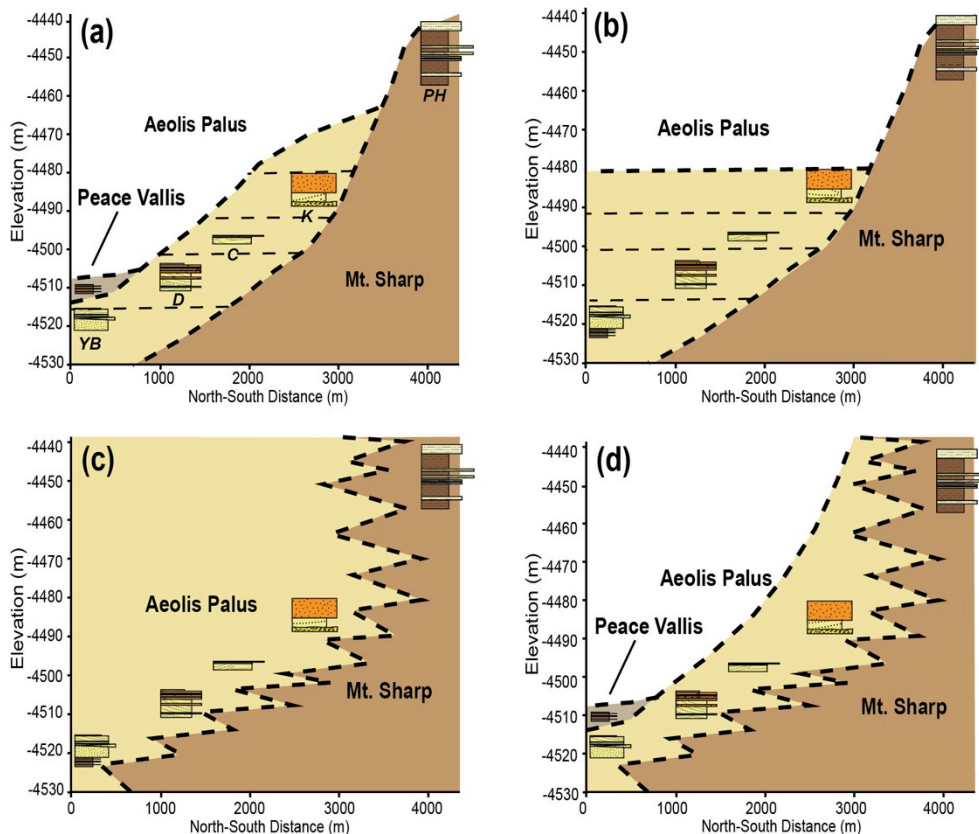 (a)
Elevation (m)
-4440
-4460
-4470
-4480
-4490
-4500
-4510
-4520
-4530
Aeolis Palus
Peace Vallis
Mt. Sharp
PH
K
C
D
YB
0 1000 2000 3000 4000
North-South Distance (m)
(b)
Elevation (m)
-4440
-4450
-4460
-4470
-4480
-4490
-4500
-4510
-4520
-4530
Aeolis Palus
Mt. Sharp
0 1000 2000 3000 4000
North-South Distance (m)
(c)
Elevation (m)
-4440
-4450
-4460
-4470
-4480
-4490
-4500
-4510
-4520
-4530
Aeolis Palus
Mt. Sharp
0 1000 2000 3000 4000
North-South Distance (m)
(d)
Elevation (m)
-4440
-4450
-4460
-4470
-4480
-4490
-4500
-4510
-4520
-4530
Aeolis Palus
Peace Vallis
Mt. Sharp
0 1000 2000 3000 4000
North-South Distance (m)